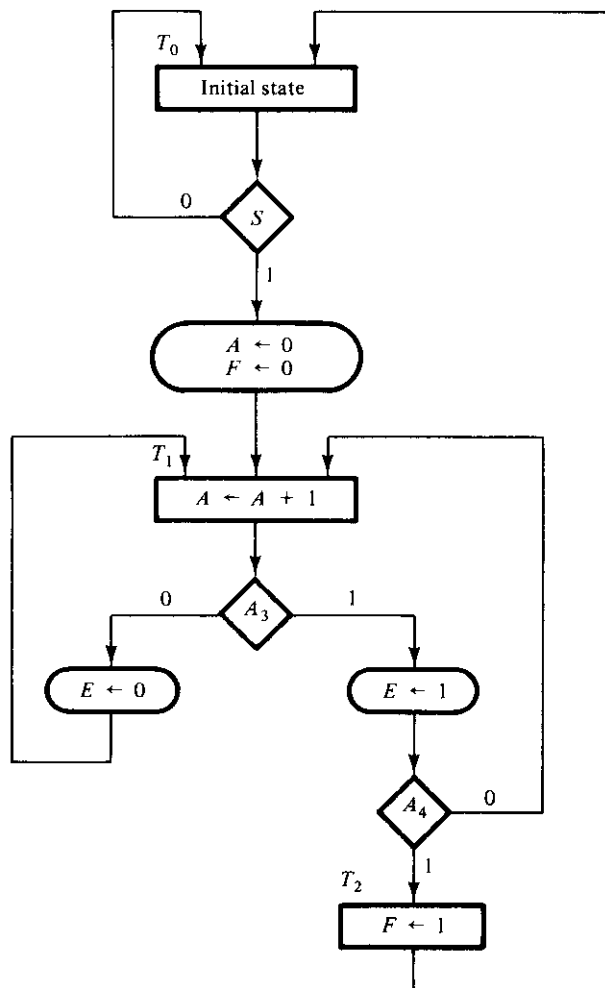 T₀
Initial state
0
S
1
A ← 0
F ← 0
T₁
A ← A + 1
0
A₃
1
E ← 0
E ← 1
A₄
0
1
T₂
F ← 1